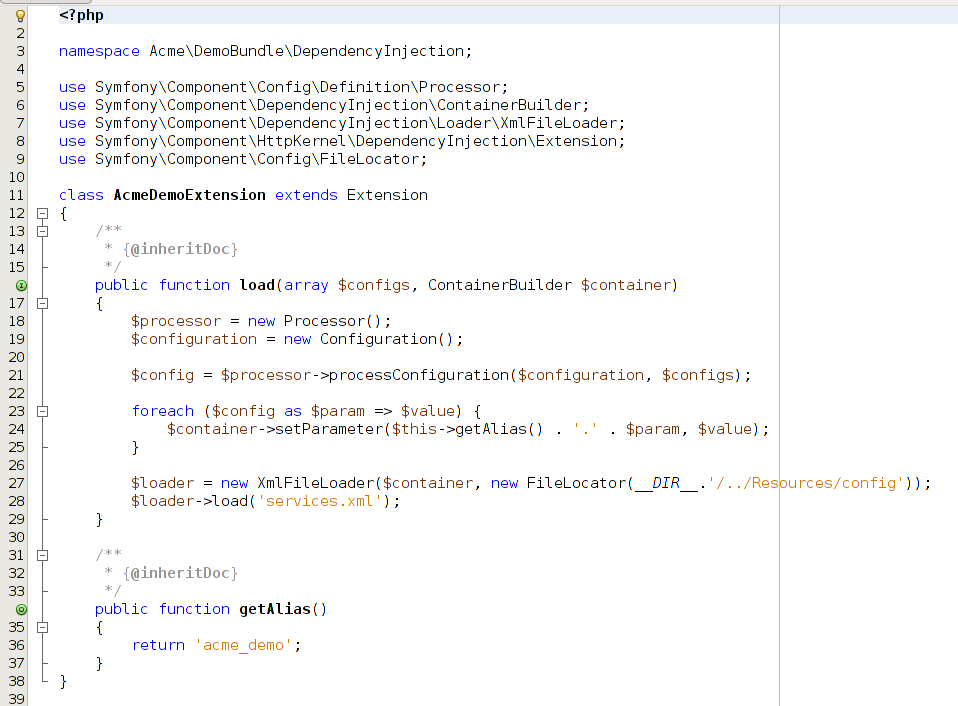 <?php
2
3 namespace Acme\DemoBundle\DependencyInjection;
4
5 use Symfony\Component\Config\Definition\Processor;
6 use Symfony\Component\DependencyInjection\ContainerBuilder;
7 use Symfony\Component\DependencyInjection\Loader\XmlFileLoader;
8 use Symfony\Component\HttpKernel\DependencyInjection\Extension;
9 use Symfony\Component\Config\FileLocator;
10
11 class AcmeDemoExtension extends Extension
12 {
13     /**
14      * {@inheritDoc}
15      */
    public function load(array $configs, ContainerBuilder $container)
17     {
18         $processor = new Processor();
19         $configuration = new Configuration();
20
21         $config = $processor->processConfiguration($configuration, $configs);
22
23         foreach ($config as $param => $value) {
24             $container->setParameter($this->getAlias() . '.' . $param, $value);
25         }
26
27         $loader = new XmlFileLoader($container, new FileLocator(__DIR__.'/../Resources/config'));
28         $loader->load('services.xml');
29     }
30
31     /**
32      * {@inheritDoc}
33      */
    public function getAlias()
35     {
36         return 'acme_demo';
37     }
38 }
39